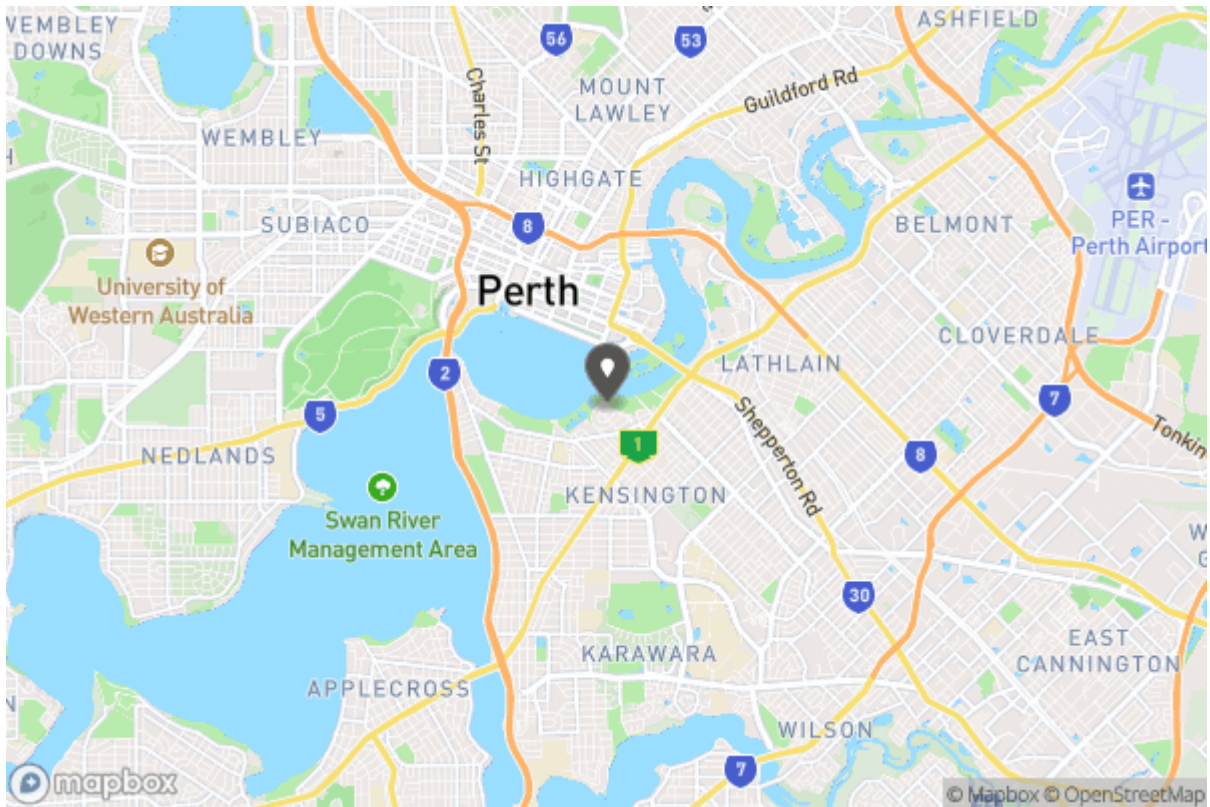 WEMBLEY
DOWNS
56
53
ASHFIELD
MOUNT
LAWLEY
Guildford Rd
Charles St
WEMBLEY
HIGHGATE
SUBIACO
8
BELMONT
PER -
Perth Airport
University of
Western Australia
Perth
CLOVERDALE
2
LATHLAIN
7
5
Shepperton Rd
Tonkin
NEDLANDS
1
8
KENSINGTON
Swan River
Management Area
30
EAST
CANNINGTON
KARAWARA
APPLECROSS
WILSON
7
mapbox
© Mapbox © OpenStreetMap